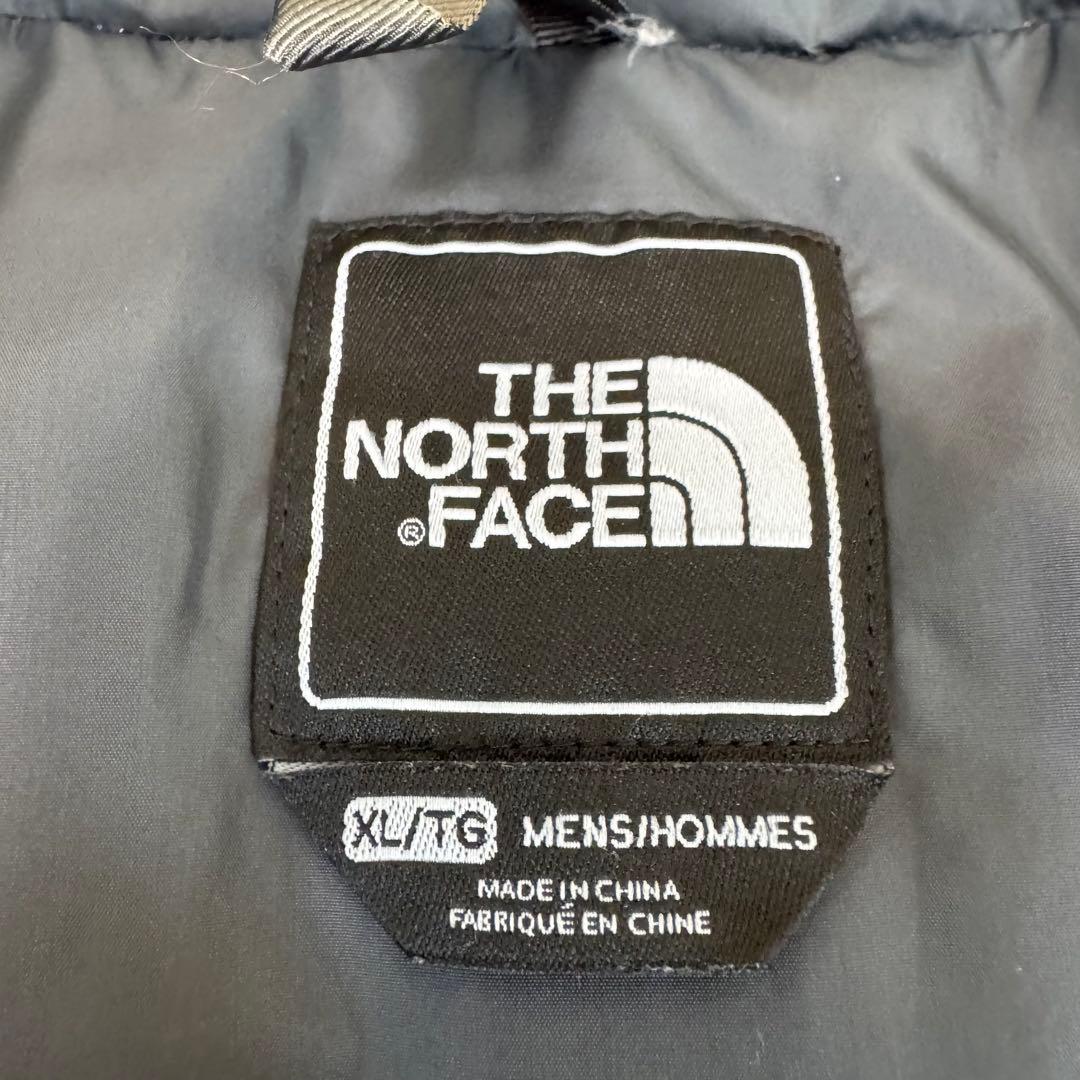 THE
NORTH
® FACE
XL/TG MENS/HOMMES
MADE IN CHINA
FABRIQUÉ EN CHINE